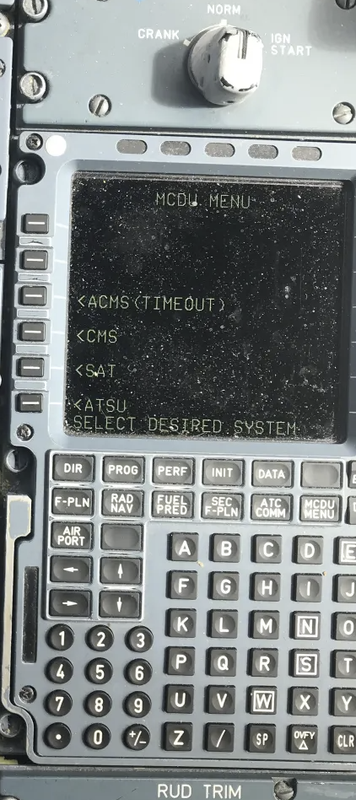 NORM
CRANK IGN
START
MCDU MENU
<ACMS(TIMEOUT)
<CMS
<SAT
<ATSU
SELECT DESIRED SYSTEM
DIR PROG PERF INIT DATA
F-PLN RAD NAV FUEL PRED SEC F-PLN ATC COMM MCDU MENU
AIR PORT
A B C D E
← ↑
F G H I J
→ ↓
K L M N O
1 2 3
P Q R S T
4 5 6
U V W X Y
7 8 9
Z / SP OVFY Δ CLR
. 0 +/-
RUD TRIM